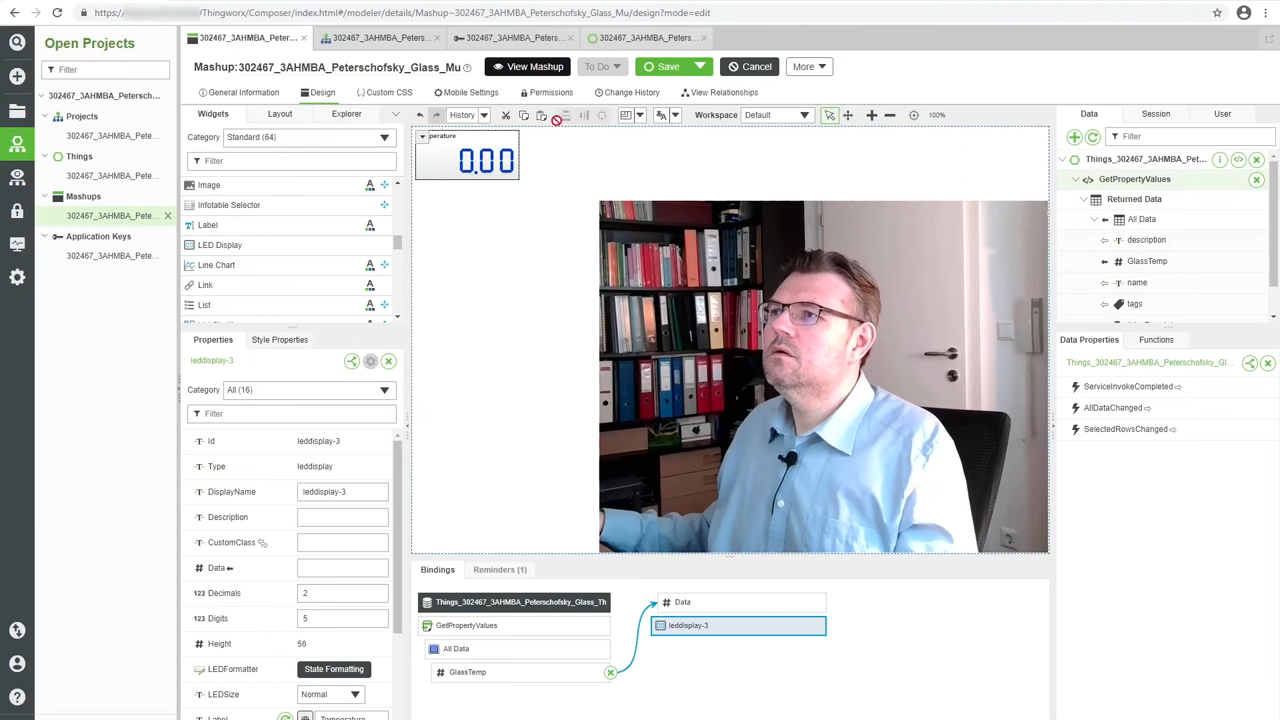 https://
/Thingworx/Composer/index.html#/modeler/details/Mashup~302467_3AHMBA_Peterschofsky_Glass_Mu/design?mode=edit
Open Projects
Filter
302467_3AHMBA_Petersch...
Projects
302467_3AHMBA_Pete...
Things
302467_3AHMBA_Pete...
Mashups
302467_3AHMBA_Pete...
Application Keys
302467_3AHMBA_Pete...
302467_3AHMBA_Peter...
302467_3AHMBA_Peters...
302467_3AHMBA_Peters...
302467_3AHMBA_Peters...
Mashup:302467_3AHMBA_Peterschofsky_Glass_Mu
View Mashup
To Do
Save
Cancel
More
General Information
Design
Custom CSS
Mobile Settings
Permissions
Change History
View Relationships
Widgets
Layout
Explorer
Category
Standard (64)
Filter
Image
Infotable Selector
Label
LED Display
Line Chart
Link
List
Properties
Style Properties
leddisplay-3
Category
All (16)
Filter
Id
leddisplay-3
Type
leddisplay
DisplayName
leddisplay-3
Description
CustomClass
Data
123 Decimals
2
123 Digits
5
Height
56
LEDFormatter
State Formatting
LEDSize
Normal
Label
Temperature
History
Workspace
Default
100%
perature
0.00
Bindings
Reminders (1)
Things_302467_3AHMBA_Peterschofsky_Glass_Th
GetPropertyValues
All Data
GlassTemp
Data
leddisplay-3
Data
Session
User
Filter
Things_302467_3AHMBA_Pet...
GetPropertyValues
Returned Data
All Data
description
GlassTemp
name
tags
Data Properties
Functions
Things_302467_3AHMBA_Peterschofsky_Gl...
ServiceInvokeCompleted
AllDataChanged
SelectedRowsChanged